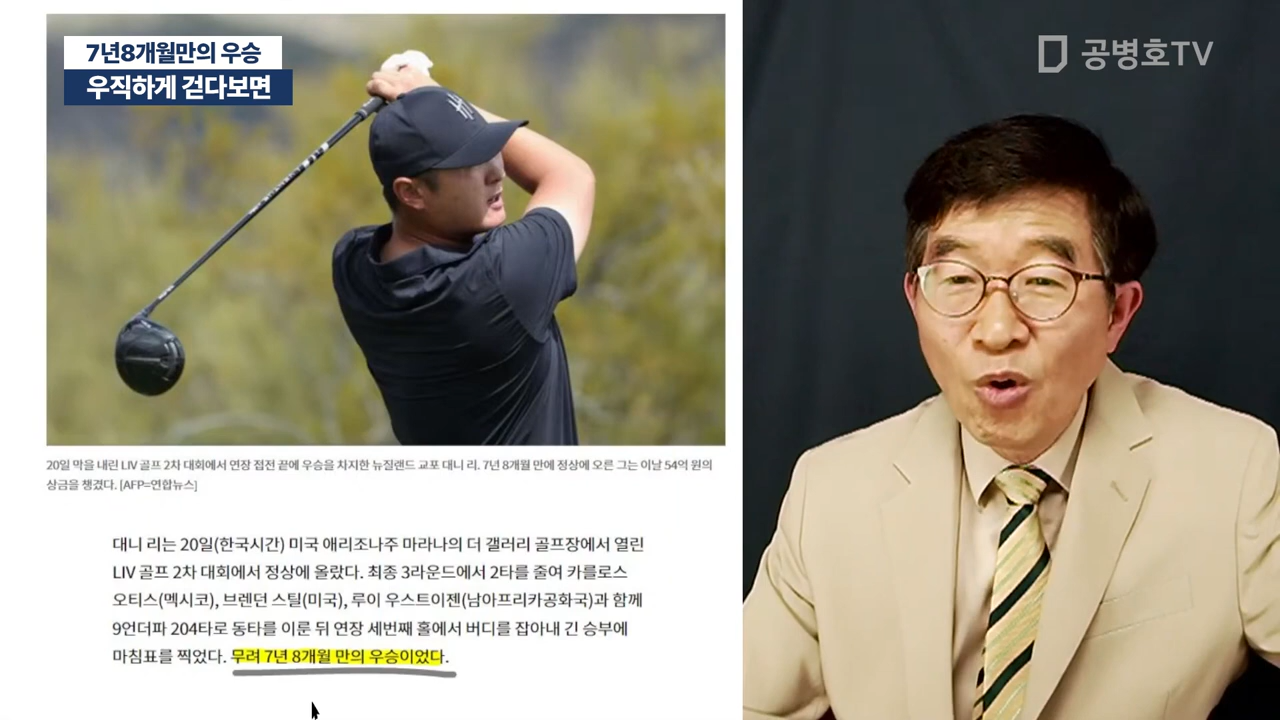 7년8개월만의 우승
우직하게 걷다보면
공병호TV
20일 막을 내린 LIV 골프 2차 대회에서 연장 접전 끝에 우승을 차지한 뉴질랜드 교포 대니 리. 7년 8개월 만에 정상에 오른 그는 이날 54억 원의
상금을 챙겼다. [AFP=연합뉴스]
대니 리는 20일(한국시간) 미국 애리조나주 마라나의 더 갤러리 골프장에서 열린
LIV 골프 2차 대회에서 정상에 올랐다. 최종 3라운드에서 2타를 줄여 카를로스
오티스(멕시코), 브렌던 스틸(미국), 루이 우스트이젠(남아프리카공화국)과 함께
9언더파 204타로 동타를 이룬 뒤 연장 세번째 홀에서 버디를 잡아내 긴 승부에
마침표를 찍었다. 무려 7년 8개월 만의 우승이었다.